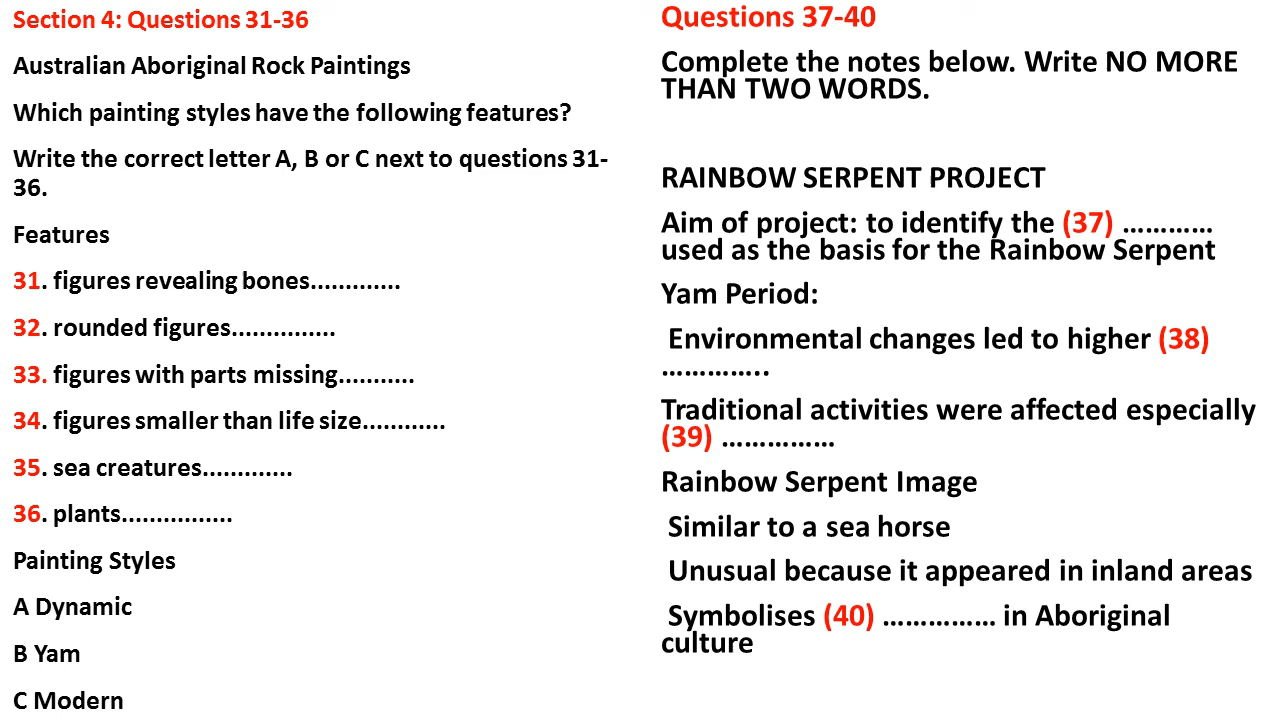 Section 4: Questions 31-36
Australian Aboriginal Rock Paintings
Which painting styles have the following features?
Write the correct letter A, B or C next to questions 31-
36.
Features
31. figures revealing bones.............
32. rounded figures...............
33. figures with parts missing...........
34. figures smaller than life size............
35. sea creatures.............
36. plants................
Painting Styles
A Dynamic
B Yam
C Modern
Questions 37-40
Complete the notes below. Write NO MORE
THAN TWO WORDS.
RAINBOW SERPENT PROJECT
Aim of project: to identify the (37) …………
used as the basis for the Rainbow Serpent
Yam Period:
Environmental changes led to higher (38)
…………..
Traditional activities were affected especially
(39) ……………
Rainbow Serpent Image
Similar to a sea horse
Unusual because it appeared in inland areas
Symbolises (40) …………… in Aboriginal
culture